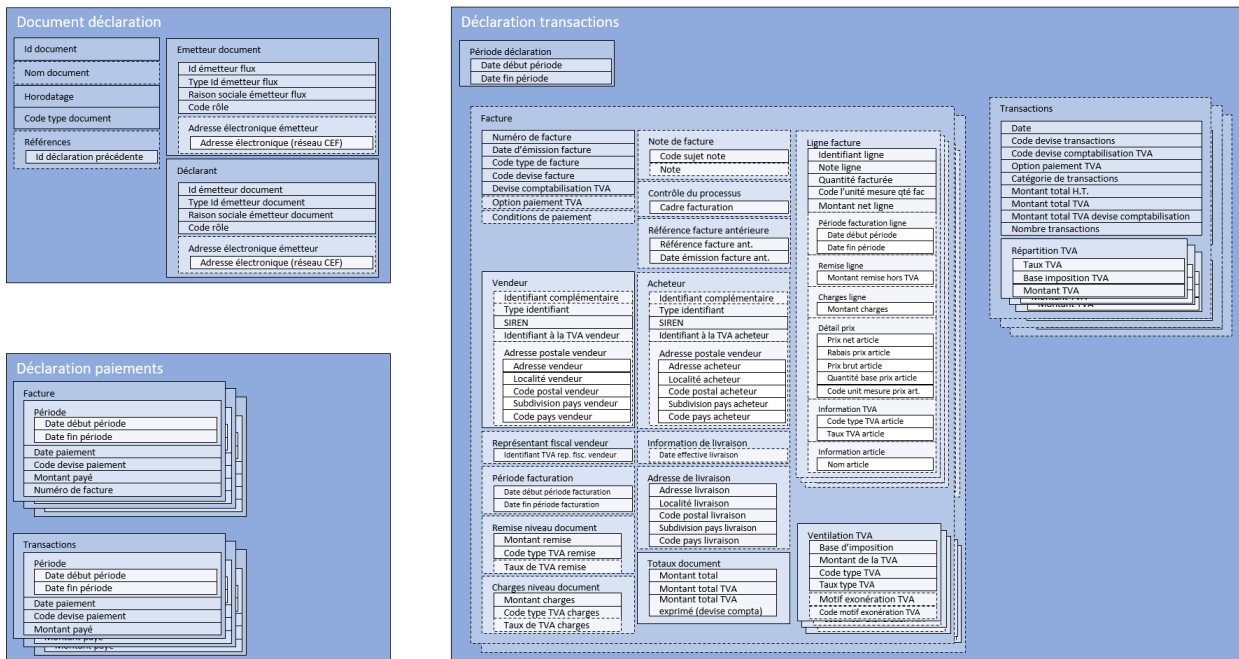 Document déclaration
Id document
Nom document
Horodatage
Code type document
Références
Id déclaration précédente
Emetteur document
Id émetteur flux
Type Id émetteur flux
Raison sociale émetteur flux
Code rôle
Adresse électronique émetteur
Adresse électronique (réseau CEF)
Déclarant
Id émetteur document
Type Id émetteur document
Raison sociale émetteur document
Code rôle
Adresse électronique émetteur
Adresse électronique (réseau CEF)
Déclaration paiements
Facture
Période
Date début période
Date fin période
Date paiement
Code devise paiement
Montant payé
Numéro de facture
Transactions
Période
Date début période
Date fin période
Date paiement
Code devise paiement
Montant payé
Montant payé
Montant payé
Déclaration transactions
Période déclaration
Date début période
Date fin période
Facture
Numéro de facture
Date d'émission facture
Code type de facture
Code devise facture
Devise comptabilisation TVA
Option paiement TVA
Conditions de paiement
Note de facture
Code sujet note
Note
Contrôle du processus
Cadre facturation
Référence facture antérieure
Référence facture ant.
Date émission facture ant.
Vendeur
Identifiant complémentaire
Type identifiant
SIREN
Identifiant à la TVA vendeur
Adresse postale vendeur
Adresse vendeur
Localité vendeur
Code postal vendeur
Subdivision pays vendeur
Code pays vendeur
Acheteur
Identifiant complémentaire
Type identifiant
SIREN
Identifiant à la TVA acheteur
Adresse postale vendeur
Adresse acheteur
Localité acheteur
Code postal acheteur
Subdivision pays acheteur
Code pays acheteur
Représentant fiscal vendeur
Identifiant TVA rep. fisc. vendeur
Information de livraison
Date effective livraison
Période facturation
Date début période facturation
Date fin période facturation
Adresse de livraison
Adresse livraison
Localité livraison
Code postal livraison
Subdivision pays livraison
Code pays livraison
Remise niveau document
Montant remise
Code type TVA remise
Taux de TVA remise
Charges niveau document
Montant charges
Code type TVA charges
Taux de TVA charges
Totaux document
Montant total
Montant total TVA
Montant total TVA
exprimé (devise compta)
Ligne facture
Identifiant ligne
Note ligne
Quantité facturée
Code l'unité mesure qté fac
Montant net ligne
Période facturation ligne
Date début période
Date fin période
Remise ligne
Montant remise hors TVA
Charges ligne
Montant charges
Détail prix
Prix net article
Rabais prix article
Prix brut article
Quantité base prix article
Code unit mesure prix art.
Information TVA
Code type TVA article
Taux TVA article
Information article
Nom article
Ventilation TVA
Base d'imposition
Montant de la TVA
Code type TVA
Taux type TVA
Motif exonération TVA
Code motif exonération TVA
Transactions
Date
Code devise transactions
Code devise comptabilisation TVA
Option paiement TVA
Catégorie de transactions
Montant total H.T.
Montant total TVA
Montant total TVA devise comptabilisation
Nombre transactions
Répartition TVA
Taux TVA
Base imposition TVA
Montant TVA
Montant TVA
Montant TVA